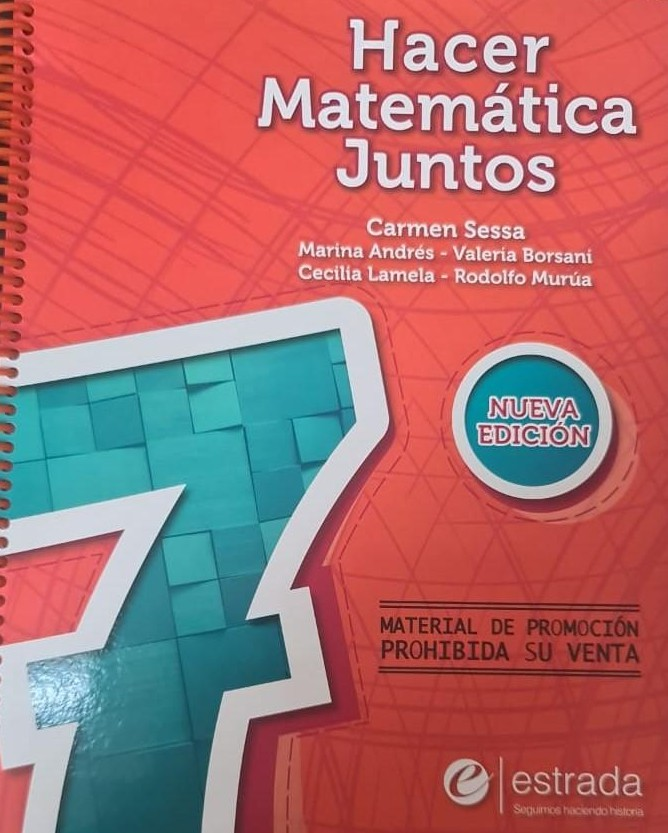 Hacer
Matemática
Juntos
Carmen Sessa
Marina Andrés - Valeria Borsani
Cecilia Lamela - Rodolfo Murúa
NUEVA
EDICIÓN
7
MATERIAL DE PROMOCIÓN
PROHIBIDA SU VENTA
e estrada
Seguimos haciendo historia